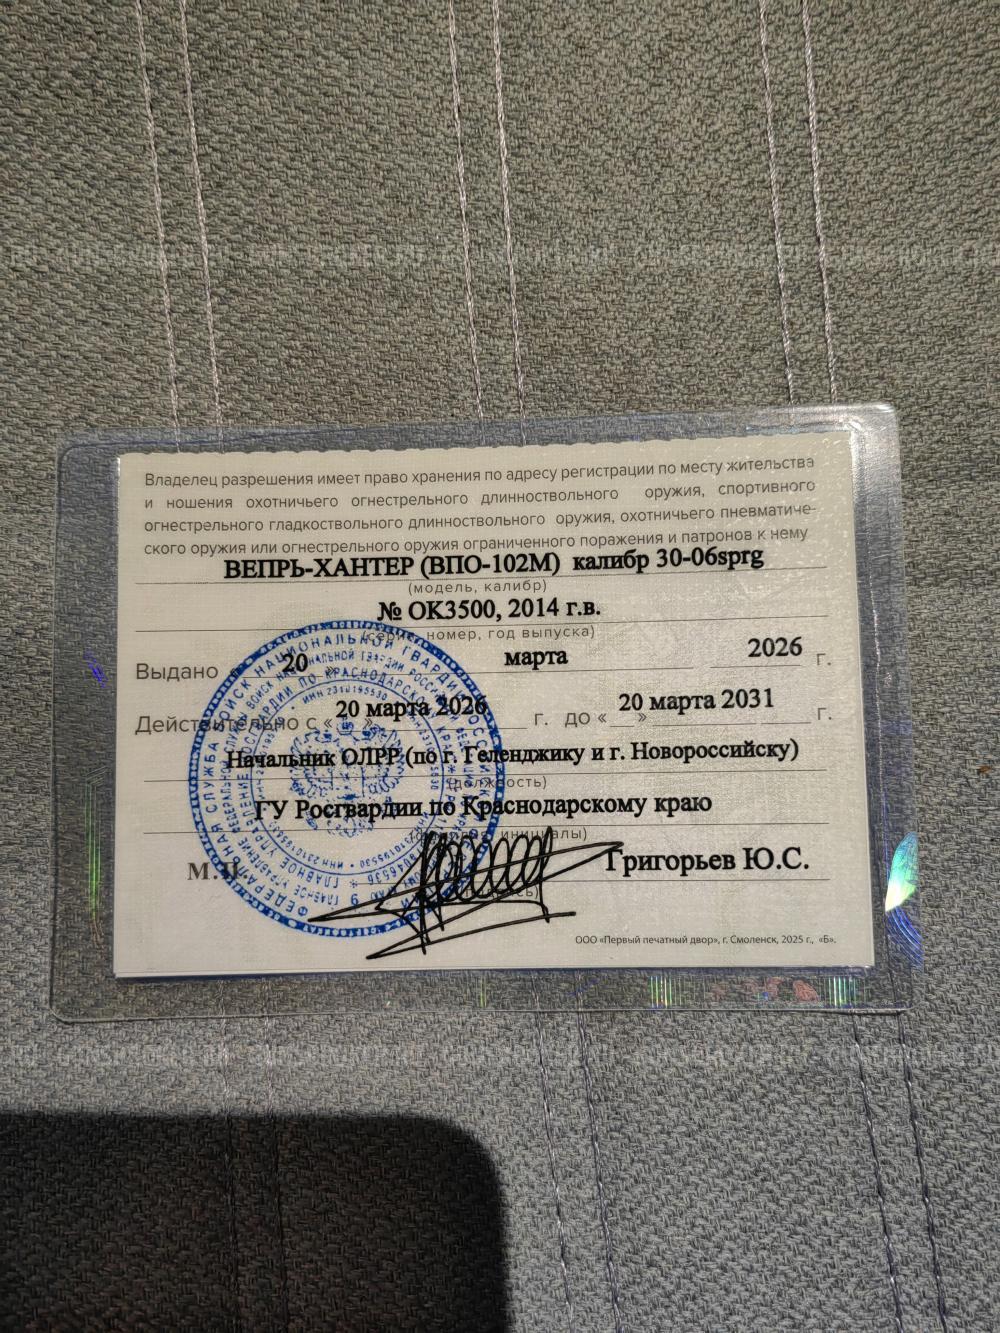 Владелец разрешения имеет право хранения по адресу регистрации по месту жительства
и ношения охотничьего огнестрельного длинноствольного оружия, спортивного
огнестрельного гладкоствольного длинноствольного оружия, охотничьего пневматиче-
ского оружия или огнестрельного оружия ограниченного поражения и патронов к нему
ВЕПРЬ-ХАНТЕР (ВПО-102М) калибр 30-06sprg
(модель, калибр)
№ ОК3500, 2014 г.в.
(серия, номер, год выпуска)
Выдано « 20 » марта 2026 г.
Действительно с « 20 марта 2026 » г. до « 20 марта 2031 » г.
Начальник ОЛРР (по г. Геленджику и г. Новороссийску)
(должность)
ГУ Росгвардии по Краснодарскому краю
инициалы)
М.П. Григорьев Ю.С.
ООО «Первый печатный двор», г. Смоленск, 2025 г., «Б».